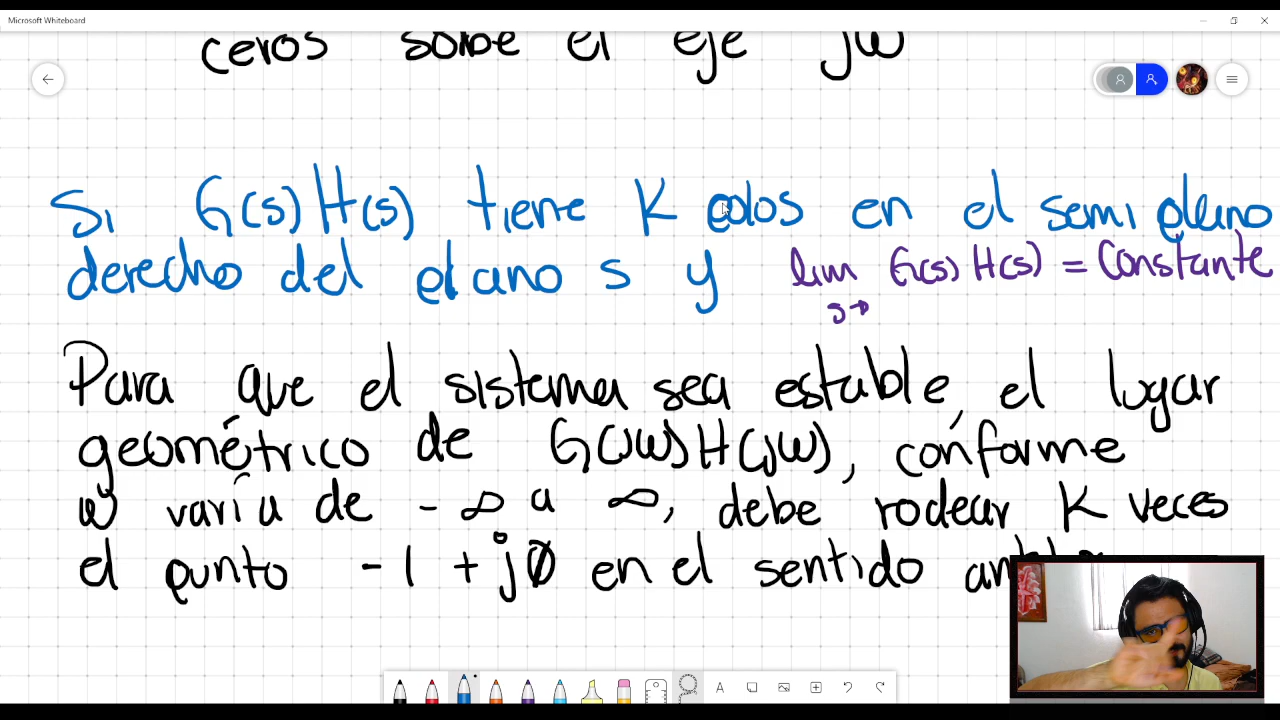 Microsoft Whiteboard
ceros sobre el eje jω
Si G(s)H(s) tiene K polos en el semi plano
derecho del plano s y lim G(s)H(s) = Constante
s→
Para que el sistema sea estable, el lugar
geométrico de G(jω)H(jω), conforme
ω varía de -∞ a ∞, debe rodear K veces
el punto -1 + j0 en el sentido